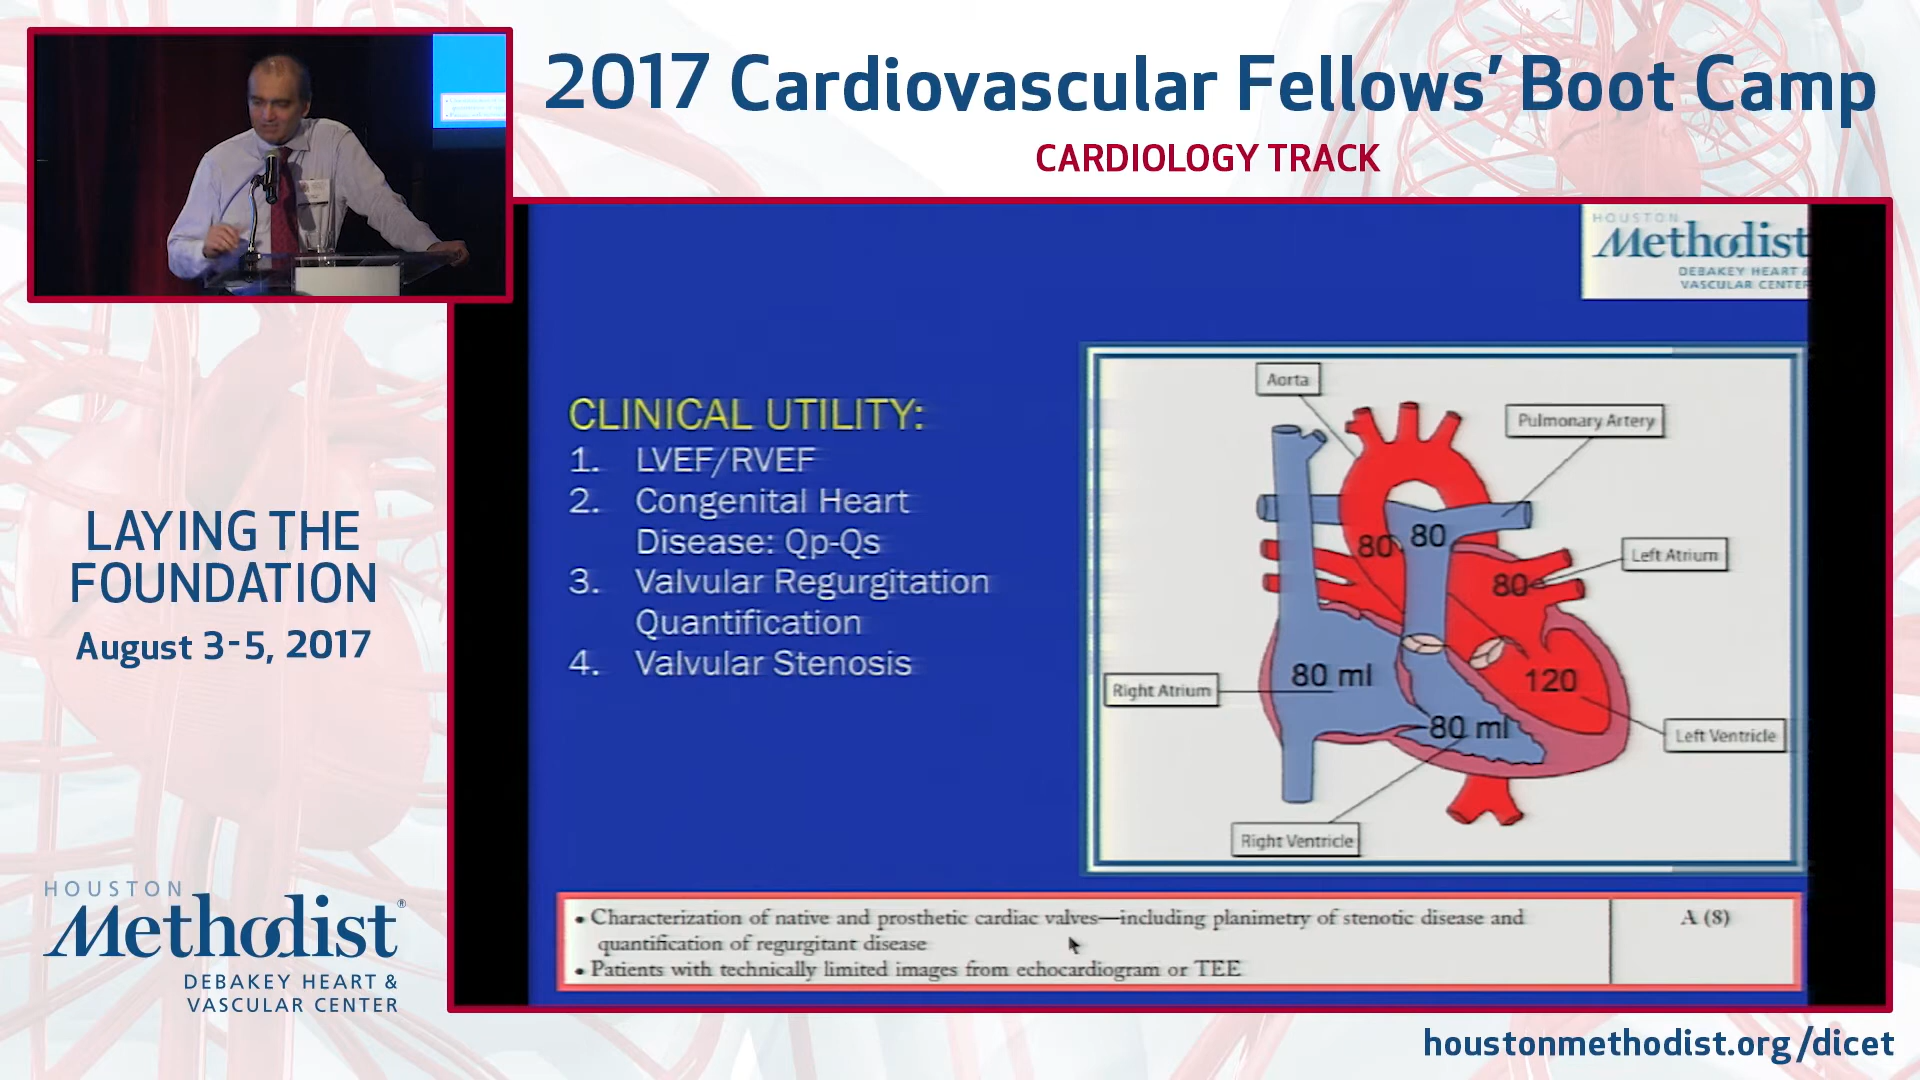 2017 Cardiovascular Fellows’ Boot Camp
CARDIOLOGY TRACK
HOUSTON
Methodist
DEBAKEY HEART &
VASCULAR CENTER
CLINICAL UTILITY:
1. LVEF/RVEF
2. Congenital Heart
Disease: Qp-Qs
3. Valvular Regurgitation
Quantification
4. Valvular Stenosis
Aorta
Pulmonary Artery
80 80
Left Atrium
80
80 ml
120
Right Atrium
80 ml
Left Ventricle
Right Ventricle
• Characterization of native and prosthetic cardiac valves—including planimetry of stenotic disease and
quantification of regurgitant disease
A (8)
• Patients with technically limited images from echocardiogram or TEE
LAYING THE
FOUNDATION
August 3-5, 2017
HOUSTON
Methodist®
DEBAKEY HEART &
VASCULAR CENTER
houstonmethodist.org/dicet